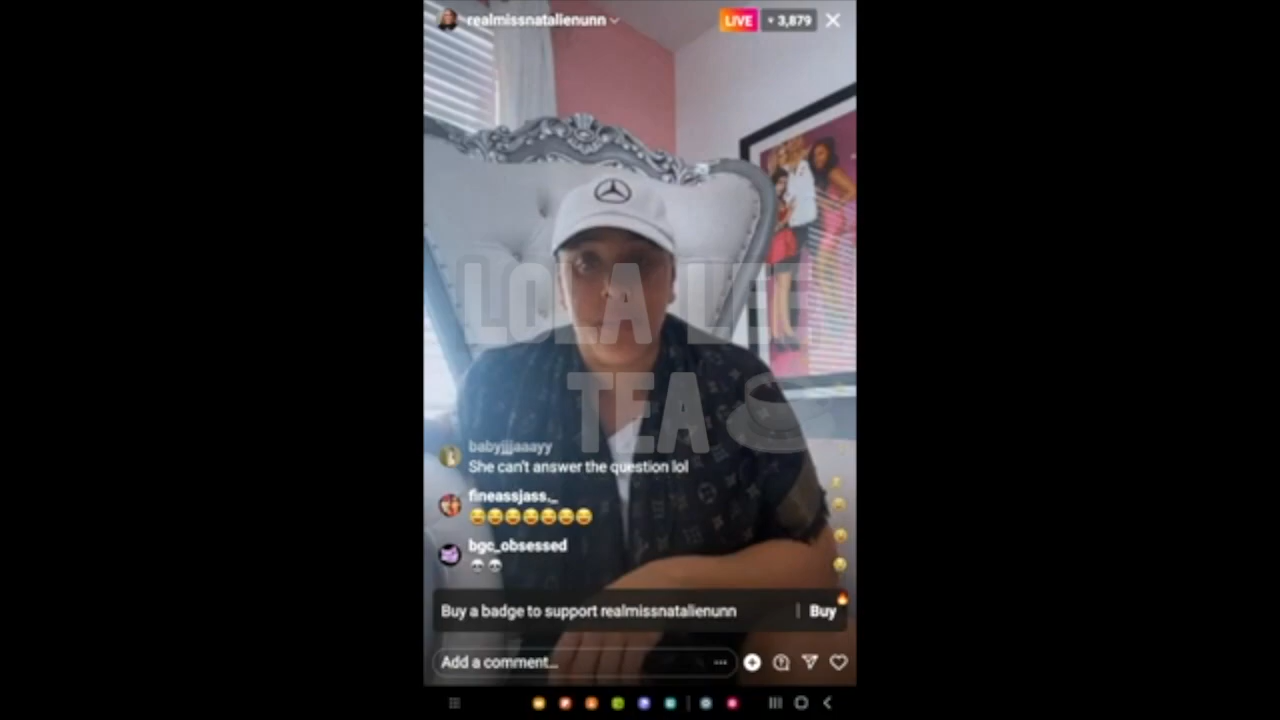 realmissnatalienunn
LIVE
3,879
LOLA LEE
TEA
babyjjjaaayy
She can't answer the question lol
fineassjass._
😆😆😆😆😆😆😆
bgc_obsessed
💀💀
Buy a badge to support realmissnatalienunn
Buy
Add a comment...